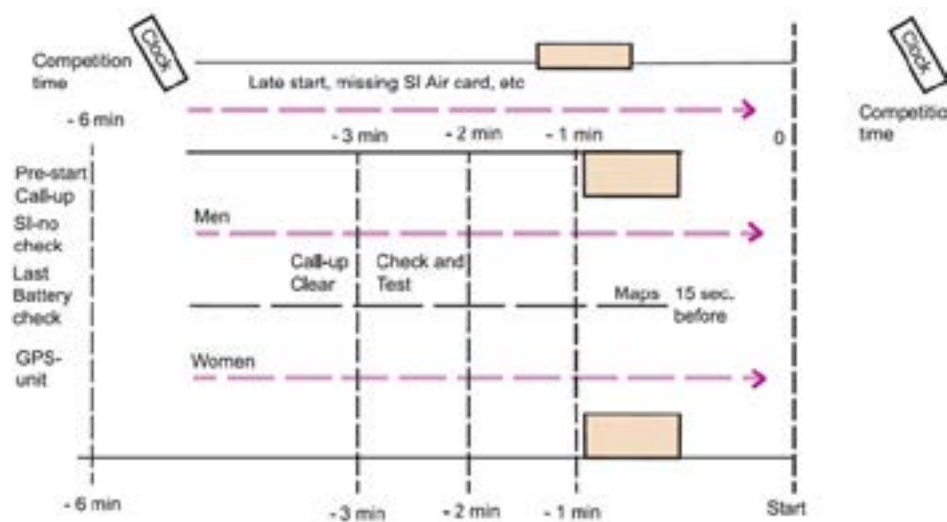 Clock
Clock
Competition
time
Late start, missing SI Air card, etc
Competitio
time
- 6 min
- 3 min
- 2 min
- 1 min
0
Pre-start
Call-up
SI-no
check
Last
Battery
check
GPS-
unit
Men
Call-up
Clear
Check and
Test
Maps
15 sec.
before
Women
- 6 min
- 3 min
- 2 min
- 1 min
Start